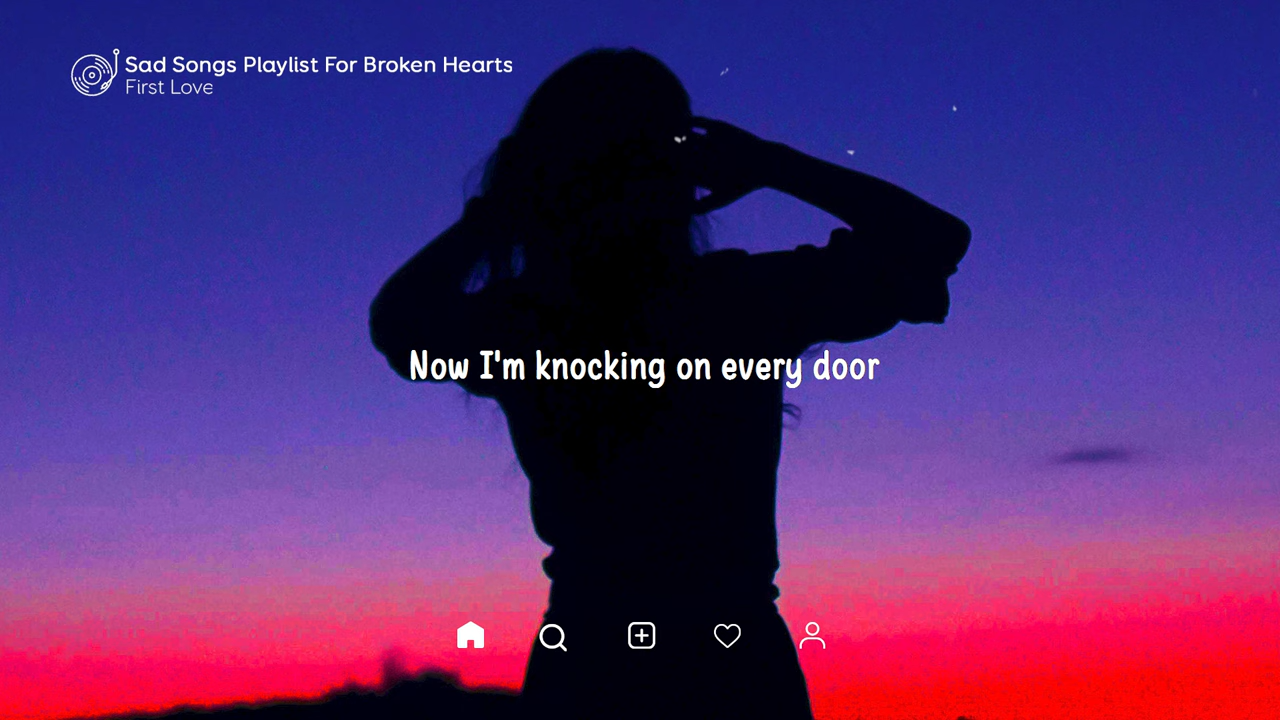 Sad Songs Playlist For Broken Hearts
First Love
Now I'm knocking on every door